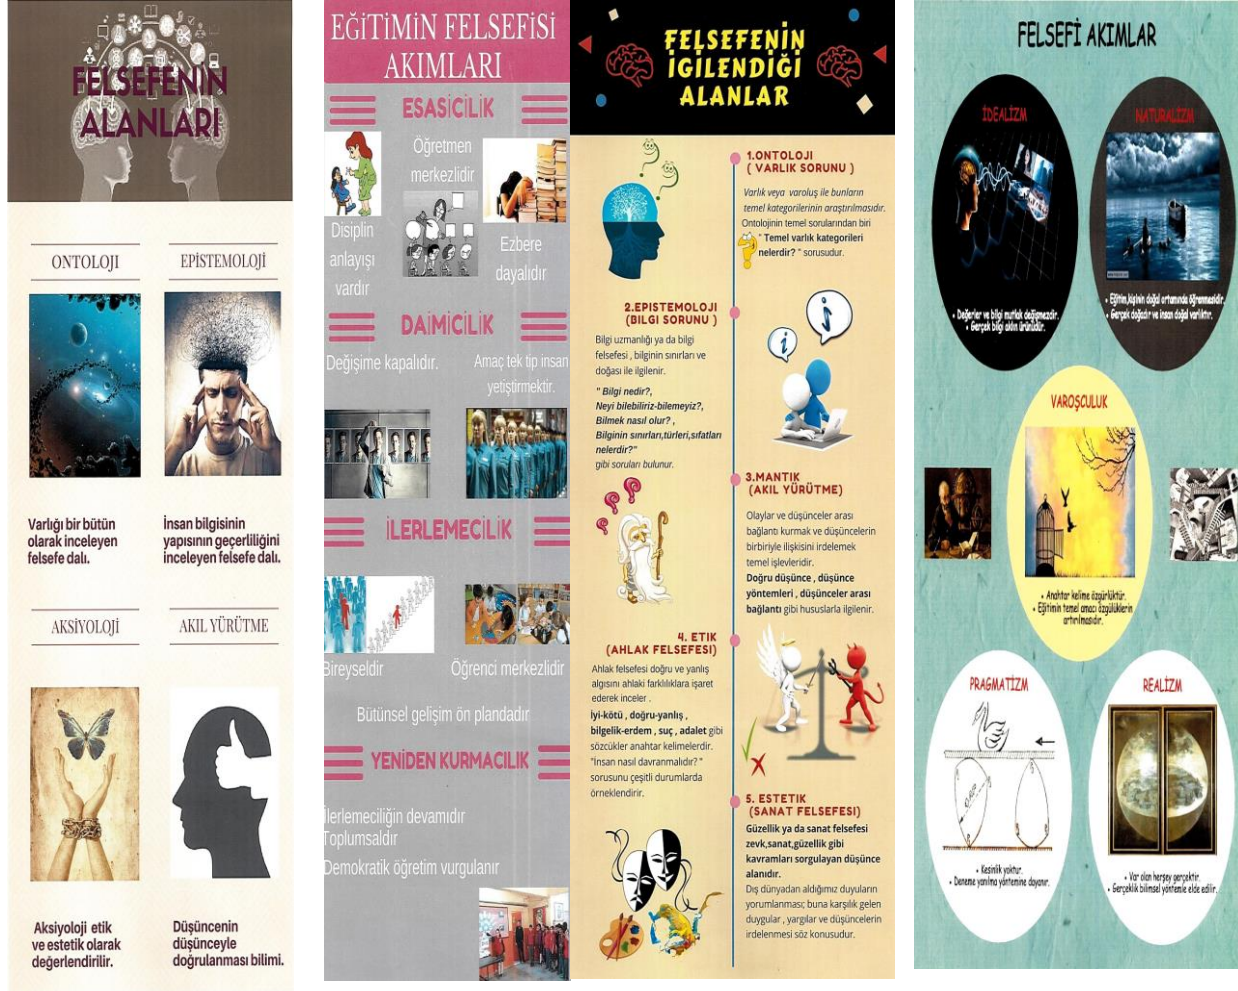 FELSEFENİN
ALANLARI
ONTOLOJI
EPİSTEMOLOJİ
Varlığı bir bütün
olarak inceleyen
felsefe dalı.
İnsan bilgisinin
yapısının geçerliliğini
inceleyen felsefe dalı.
AKSİYOLOJİ
AKIL YÜRÜTME
Aksiyoloji etik
ve estetik olarak
değerlendirilir.
Düşüncenin
düşünceyle
doğrulanması bilimi.
EĞİTİMİN FELSEFİSİ
AKIMLARI
ESASİCİLİK
Öğretmen
merkezlidir
Disiplin
anlayışı
vardır
Ezbere
dayalıdır
DAİMİCİLİK
Değişime kapalıdır.
Amaç tek tip insan
yetiştirmektir.
İLERLEMECİLİK
Bireyseldir
Öğrenci merkezlidir
Bütünsel gelişim ön plandadır
YENİDEN KURMACILIK
İlerlemeciliğin devamıdır
Toplumsaldır
Demokratik öğretim vurgulanır
FELSEFENİN
İGİLENDİĞİ
ALANLAR
1.ONTOLOJI
( VARLIK SORUNU )
Varlık veya varoluş ile bunların
temel kategorilerinin araştırılmasıdır.
Ontolojinin temel sorularından biri
" Temel varlık kategorileri
nelerdir? " sorusudur.
2.EPISTEMOLOJI
(BILGI SORUNU )
Bilgi uzmanlığı ya da bilgi
felsefesi , bilginin sınırları ve
doğası ile ilgilenir.
" Bilgi nedir?,
Neyi bilebiliriz-bilemeyiz?,
Bilmek nasıl olur? ,
Bilginin sınırları,türleri,sıfatları
nelerdir?"
gibi soruları bulunur.
3.MANTIK
(AKIL YÜRÜTME)
Olaylar ve düşünceler arası
bağlantı kurmak ve düşüncelerin
birbiriyle ilişkisini irdelemek
temel işlevleridir.
Doğru düşünce , düşünce
yöntemleri , düşünceler arası
bağlantı gibi hususlarla ilgilenir.
4. ETIK
(AHLAK FELSEFESI)
Ahlak felsefesi doğru ve yanlış
algısını ahlaki farklılıklara işaret
ederek inceler .
İyi-kötü , doğru-yanlış ,
bilgelik-erdem , suç , adalet gibi
sözcükler anahtar kelimelerdir.
"İnsan nasıl davranmalıdır? "
sorusunu çeşitli durumlarda
örneklendirir.
5. ESTETIK
(SANAT FELSEFESI)
Güzellik ya da sanat felsefesi
zevk,sanat,güzellik gibi
kavramları sorgulayan düşünce
alanıdır.
Dış dünyadan aldığımız duyuların
yorumlanması; buna karşılık gelen
duygular , yargılar ve düşüncelerin
irdelenmesi söz konusudur.
FELSEFİ AKIMLAR
İDEALİZM
• Değerler ve bilgi mutlak değişmezdir.
• Gerçek bilgi aklın ürünüdür.
NATURALİZM
• Eğitim,kişinin doğal ortamında öğrenmesidir.
• Gerçek doğadır ve insan doğal varlıktır.
VAROŞCULUK
• Anahtar kelime özgürlüktür.
• Eğitimin temel amacı özgülüklerin
artırılmasıdır.
PRAGMATİZM
• Kesinlik yoktur.
• Deneme yanılma yöntemine dayanır.
REALİZM
• Var olan herşey gerçektir.
• Gerçeklik bilimsel yöntemle elde edilir.